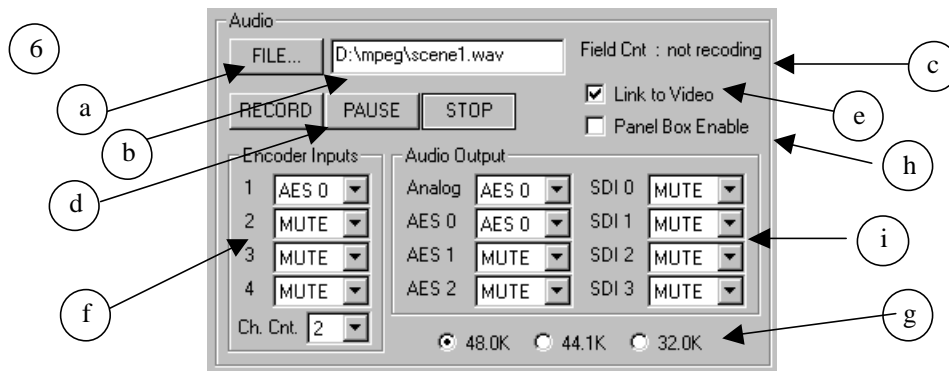 6
Audio
FILE...
D:\mpeg\scene1.wav
Field Cnt : not recoding
c
a
Link to Video
e
RECORD
PAUSE
STOP
b
Panel Box Enable
h
d
Encoder Inputs
Audio Output
1 AES 0
Analog AES 0
SDI 0 MUTE
2 MUTE
AES 0 AES 0
SDI 1 MUTE
i
3 MUTE
AES 1 MUTE
SDI 2 MUTE
4 MUTE
AES 2 MUTE
SDI 3 MUTE
f
g
Ch. Cnt. 2
48.0K
44.1K
32.0K